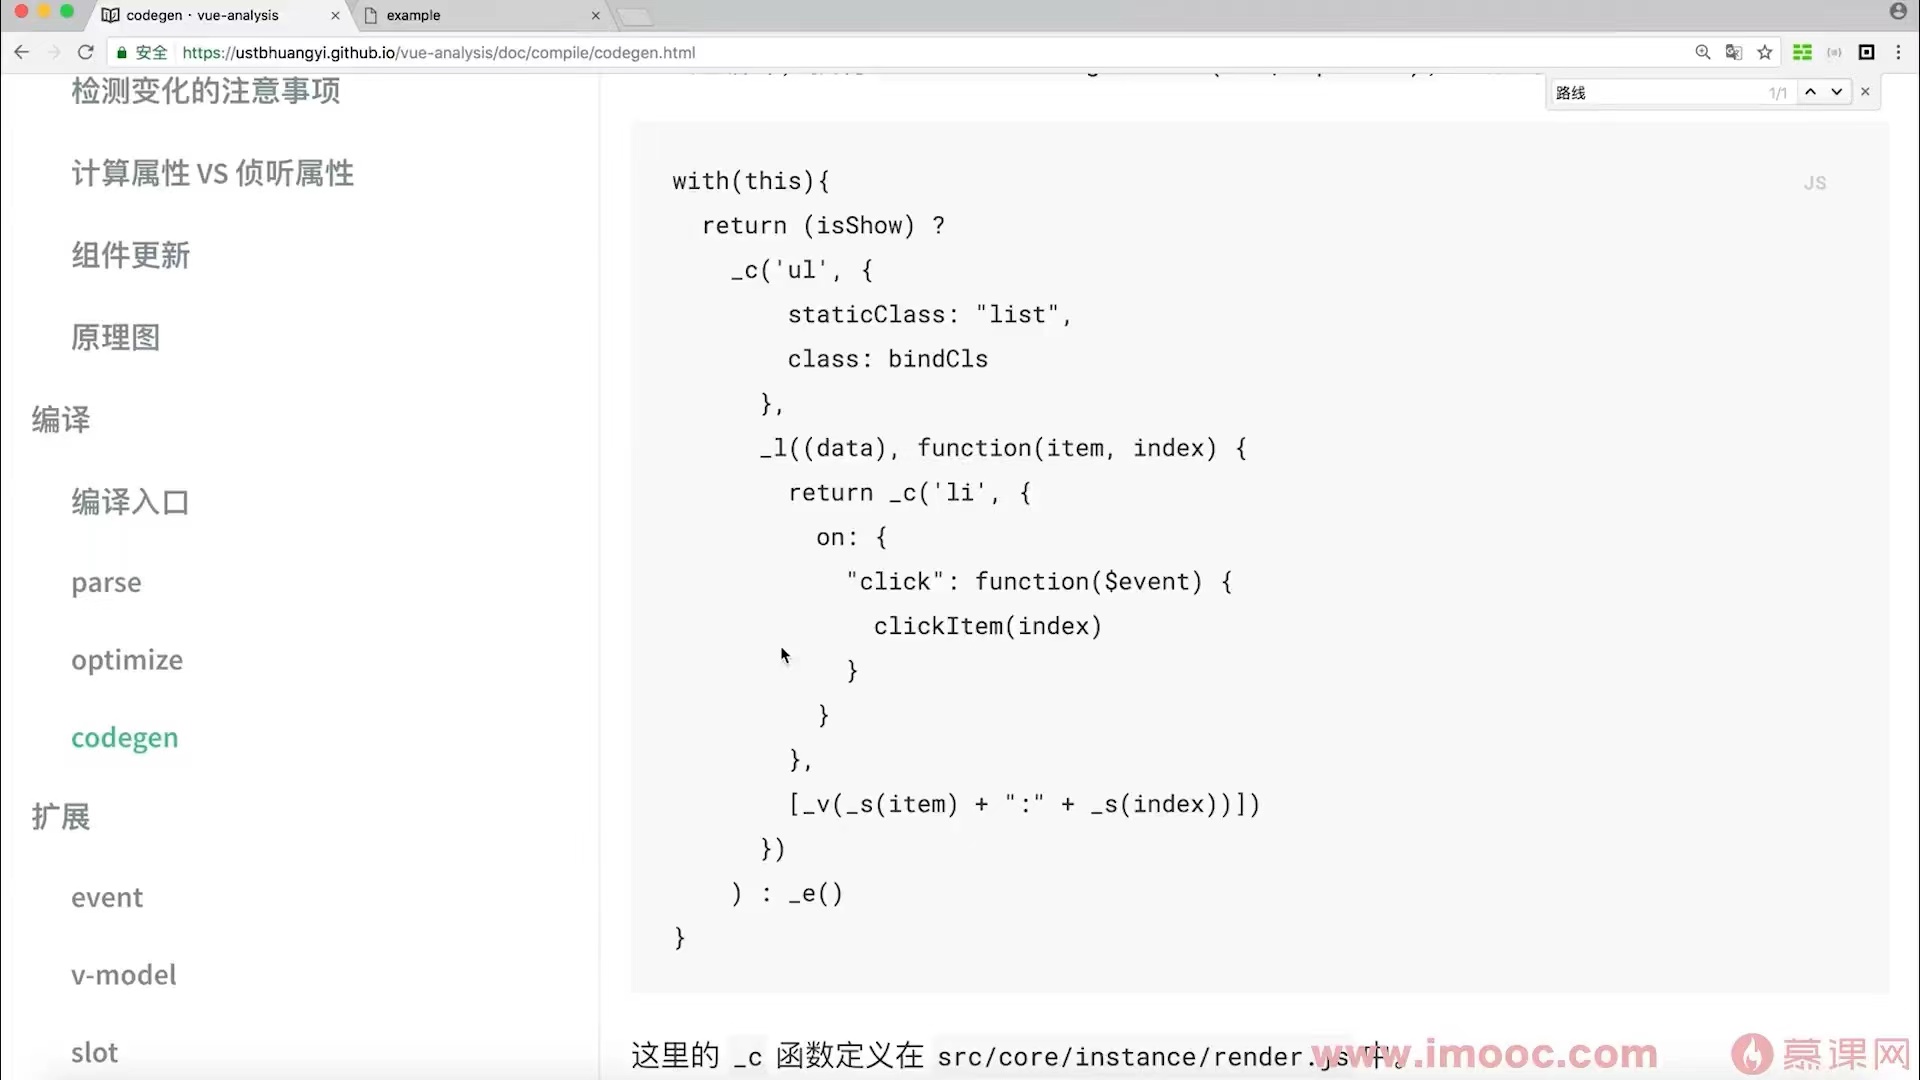 codegen · vue-analysis
example
安全 https://ustbhuangyi.github.io/vue-analysis/doc/compile/codegen.html
路线 1/1
检测变化的注意事项
计算属性 VS 侦听属性
组件更新
原理图
编译
编译入口
parse
optimize
codegen
扩展
event
v-model
slot
JS
with(this){
return (isShow) ?
_c('ul', {
staticClass: "list",
class: bindCls
},
_l((data), function(item, index) {
return _c('li', {
on: {
"click": function($event) {
clickItem(index)
}
}
},
[_v(_s(item) + ":" + _s(index))])
})
) : _e()
}
这里的 _c 函数定义在 src/core/instance/render.js 中。
www.imooc.com
慕课网